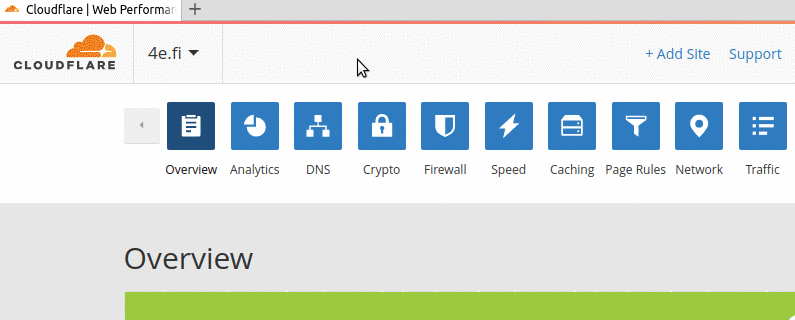 Cloudflare | Web Performan
CLOUDFLARE
4e.fi
+ Add Site
Support
Overview
Analytics
DNS
Crypto
Firewall
Speed
Caching
Page Rules
Network
Traffic
Overview